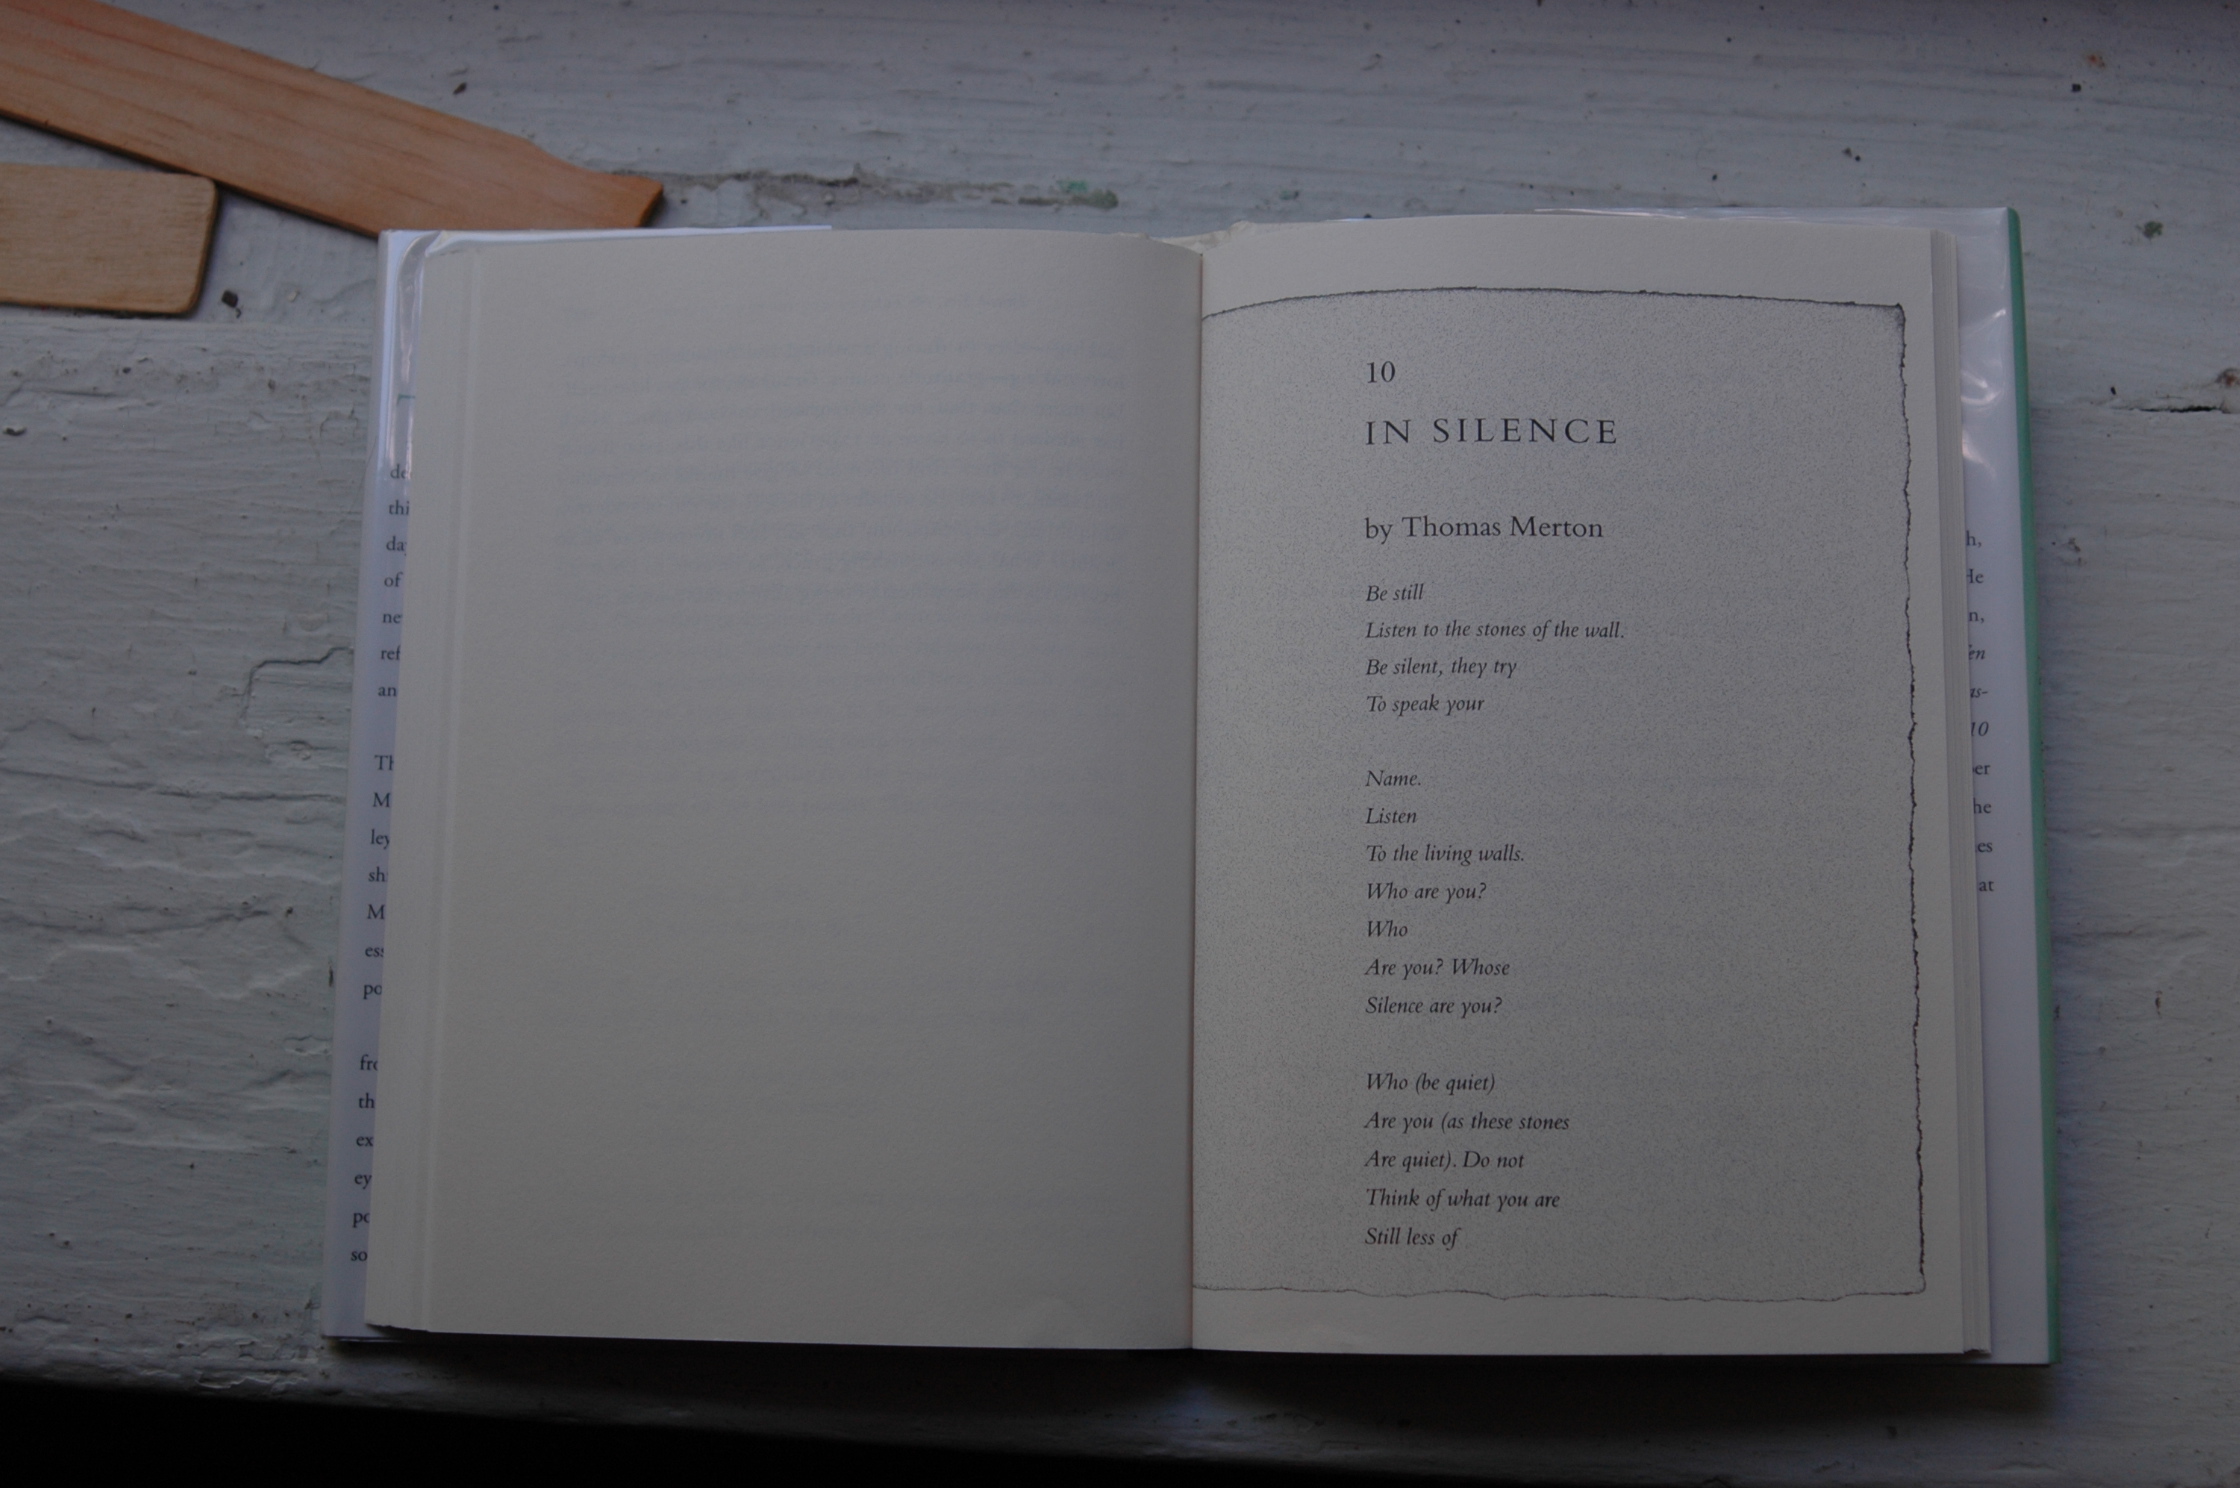 10
IN SILENCE
by Thomas Merton
Be still
Listen to the stones of the wall.
Be silent, they try
To speak your
Name.
Listen
To the living walls.
Who are you?
Who
Are you? Whose
Silence are you?
Who (be quiet)
Are you (as these stones
Are quiet). Do not
Think of what you are
Still less of